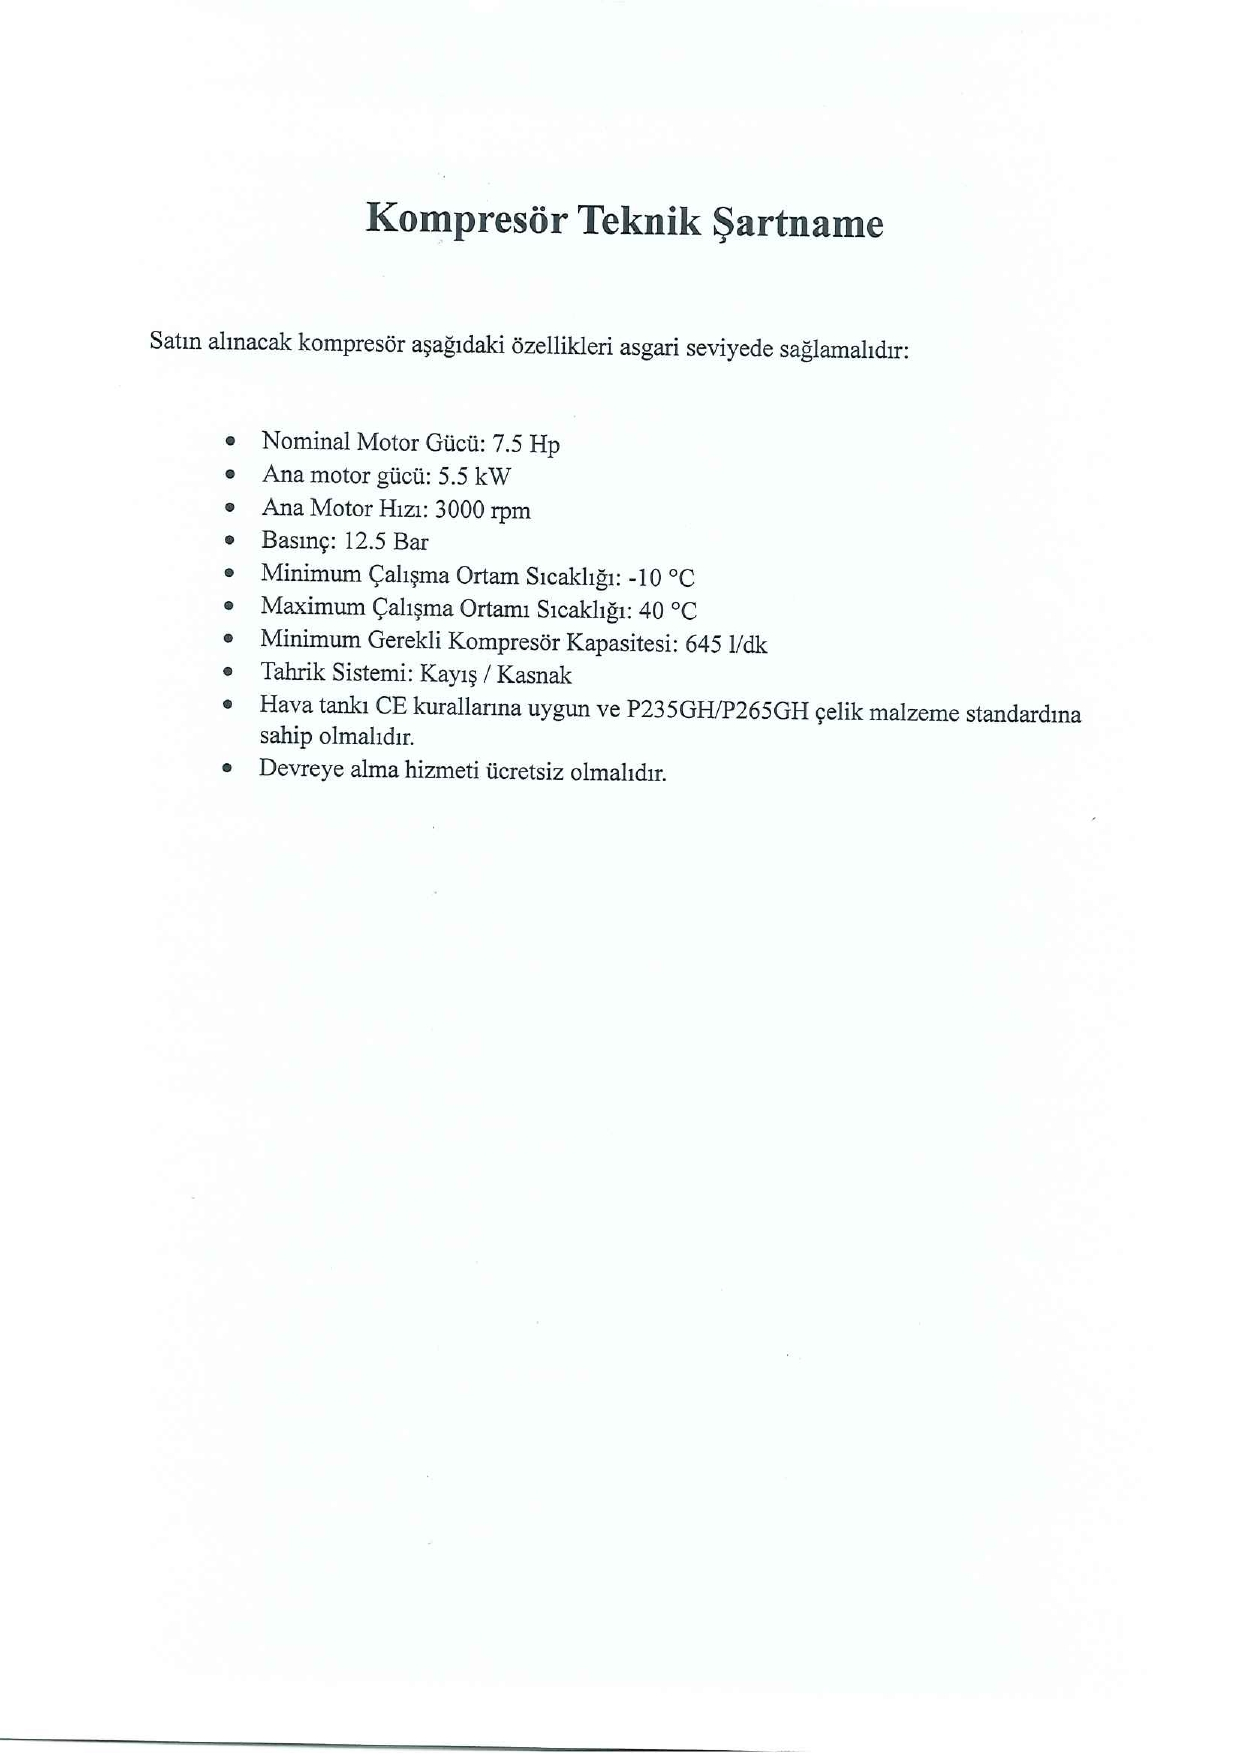 Kompresör Teknik Şartname
Satın alınacak kompresör aşağıdaki özellikleri asgari seviyede sağlamalıdır:
• Nominal Motor Gücü: 7.5 Hp
• Ana motor gücü: 5.5 kW
• Ana Motor Hızı: 3000 rpm
• Basınç: 12.5 Bar
• Minimum Çalışma Ortam Sıcaklığı: -10 °C
• Maximum Çalışma Ortamı Sıcaklığı: 40 °C
• Minimum Gerekli Kompresör Kapasitesi: 645 l/dk
• Tahrik Sistemi: Kayış / Kasnak
• Hava tankı CE kurallarına uygun ve P235GH/P265GH çelik malzeme standardına
sahip olmalıdır.
• Devreye alma hizmeti ücretsiz olmalıdır.